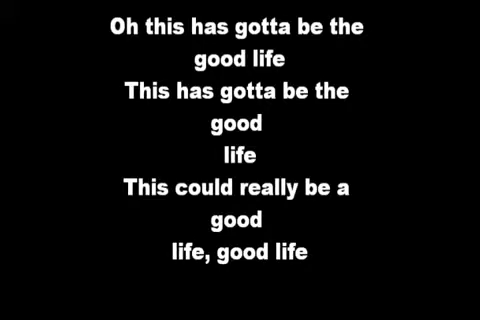 Oh this has gotta be the
good life
This has gotta be the
good
life
This could really be a
good
life, good life